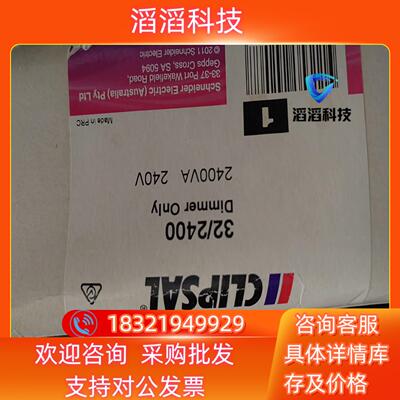 滔滔科技
© 2011 Schneider Electric
Gepps Cross, SA 5094
33-37 Port Wakefield Road,
Schneider Electric (Australia) Pty Ltd
Made in PRC
1
滔滔科技
2400VA 240V
Dimmer Only
32/2400
CLIPSAL
18321949929
欢迎咨询 采购批发
支持对公发票
咨询客服
具体详情库
存及价格